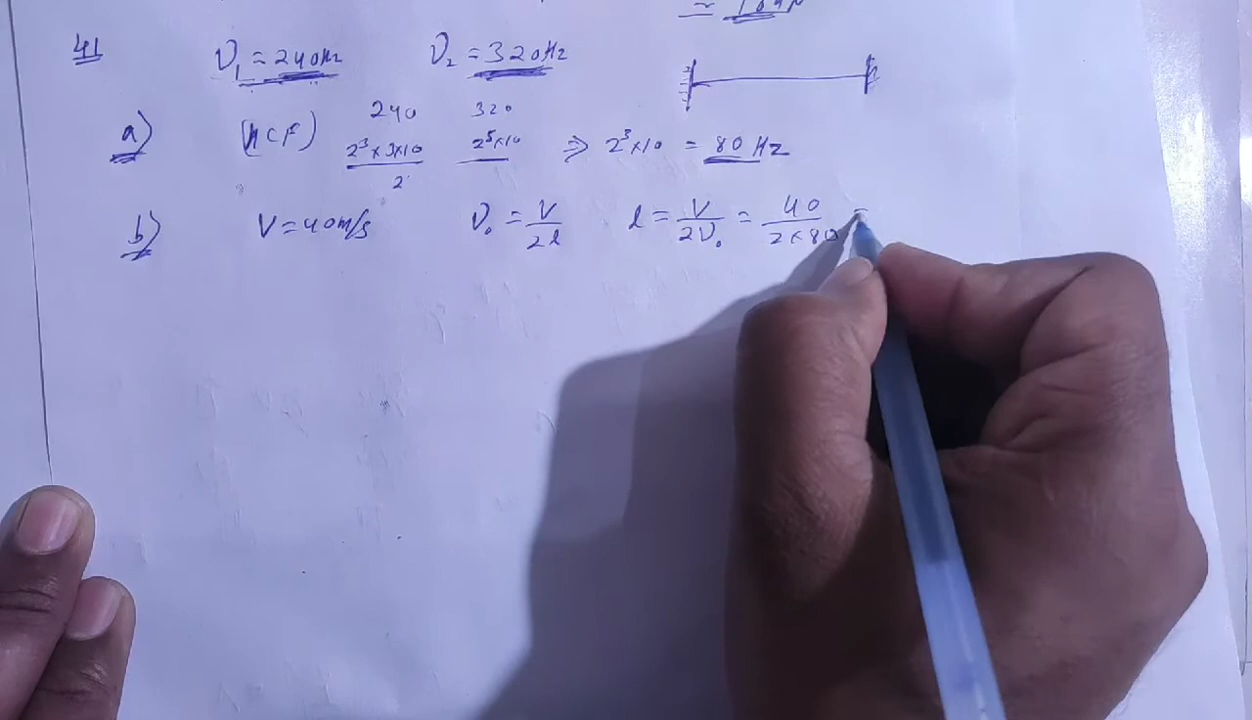 41 ν₁ = 240Hz ν₂ = 320Hz
a) (HCF) 240 320
2³×3×10 2⁵×10 ⇒ 2³×10 = 80 Hz
2
b) V = 40m/s ν₀ = V/2l l = V/2ν₀ = 40/2×80 =